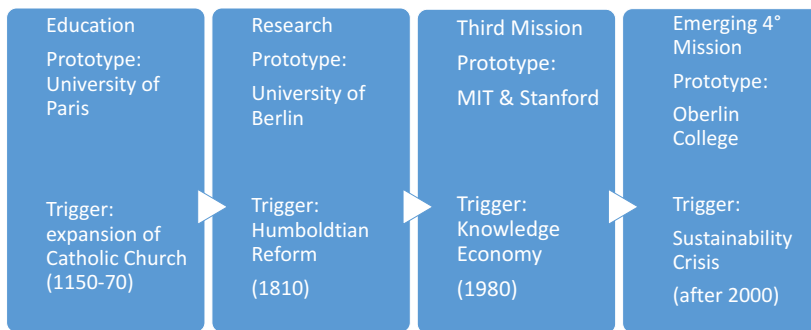 Education
Prototype:
University of
Paris
Trigger:
expansion of
Catholic Church
(1150-70)
Research
Prototype:
University of
Berlin
Trigger:
Humboldtian
Reform
(1810)
Third Mission
Prototype:
MIT & Stanford
Trigger:
Knowledge
Economy
(1980)
Emerging 4°
Mission
Prototype:
Oberlin
College
Trigger:
Sustainability
Crisis
(after 2000)